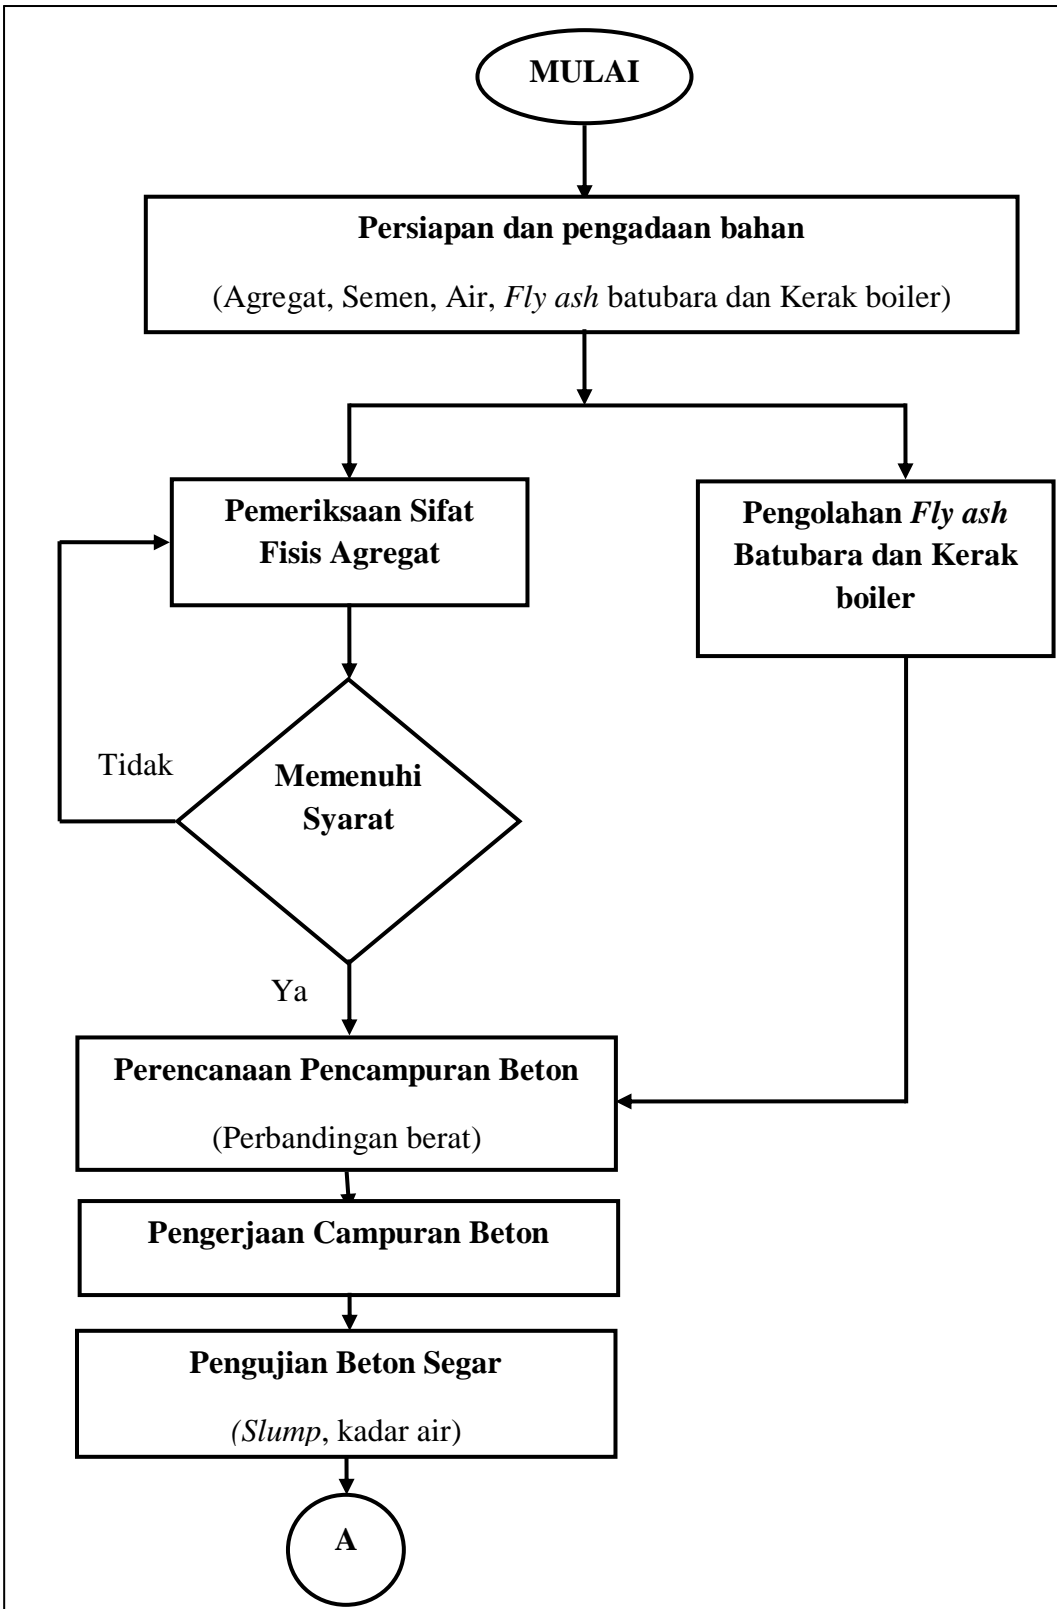 MULAI
Persiapan dan pengadaan bahan
(Agregat, Semen, Air, Fly ash batubara dan Kerak boiler)
Pemeriksaan Sifat
Fisis Agregat
Pengolahan Fly ash
Batubara dan Kerak
boiler
Tidak
Memenuhi
Syarat
Ya
Perencanaan Pencampuran Beton
(Perbandingan berat)
Pengerjaan Campuran Beton
Pengujian Beton Segar
(Slump, kadar air)
A